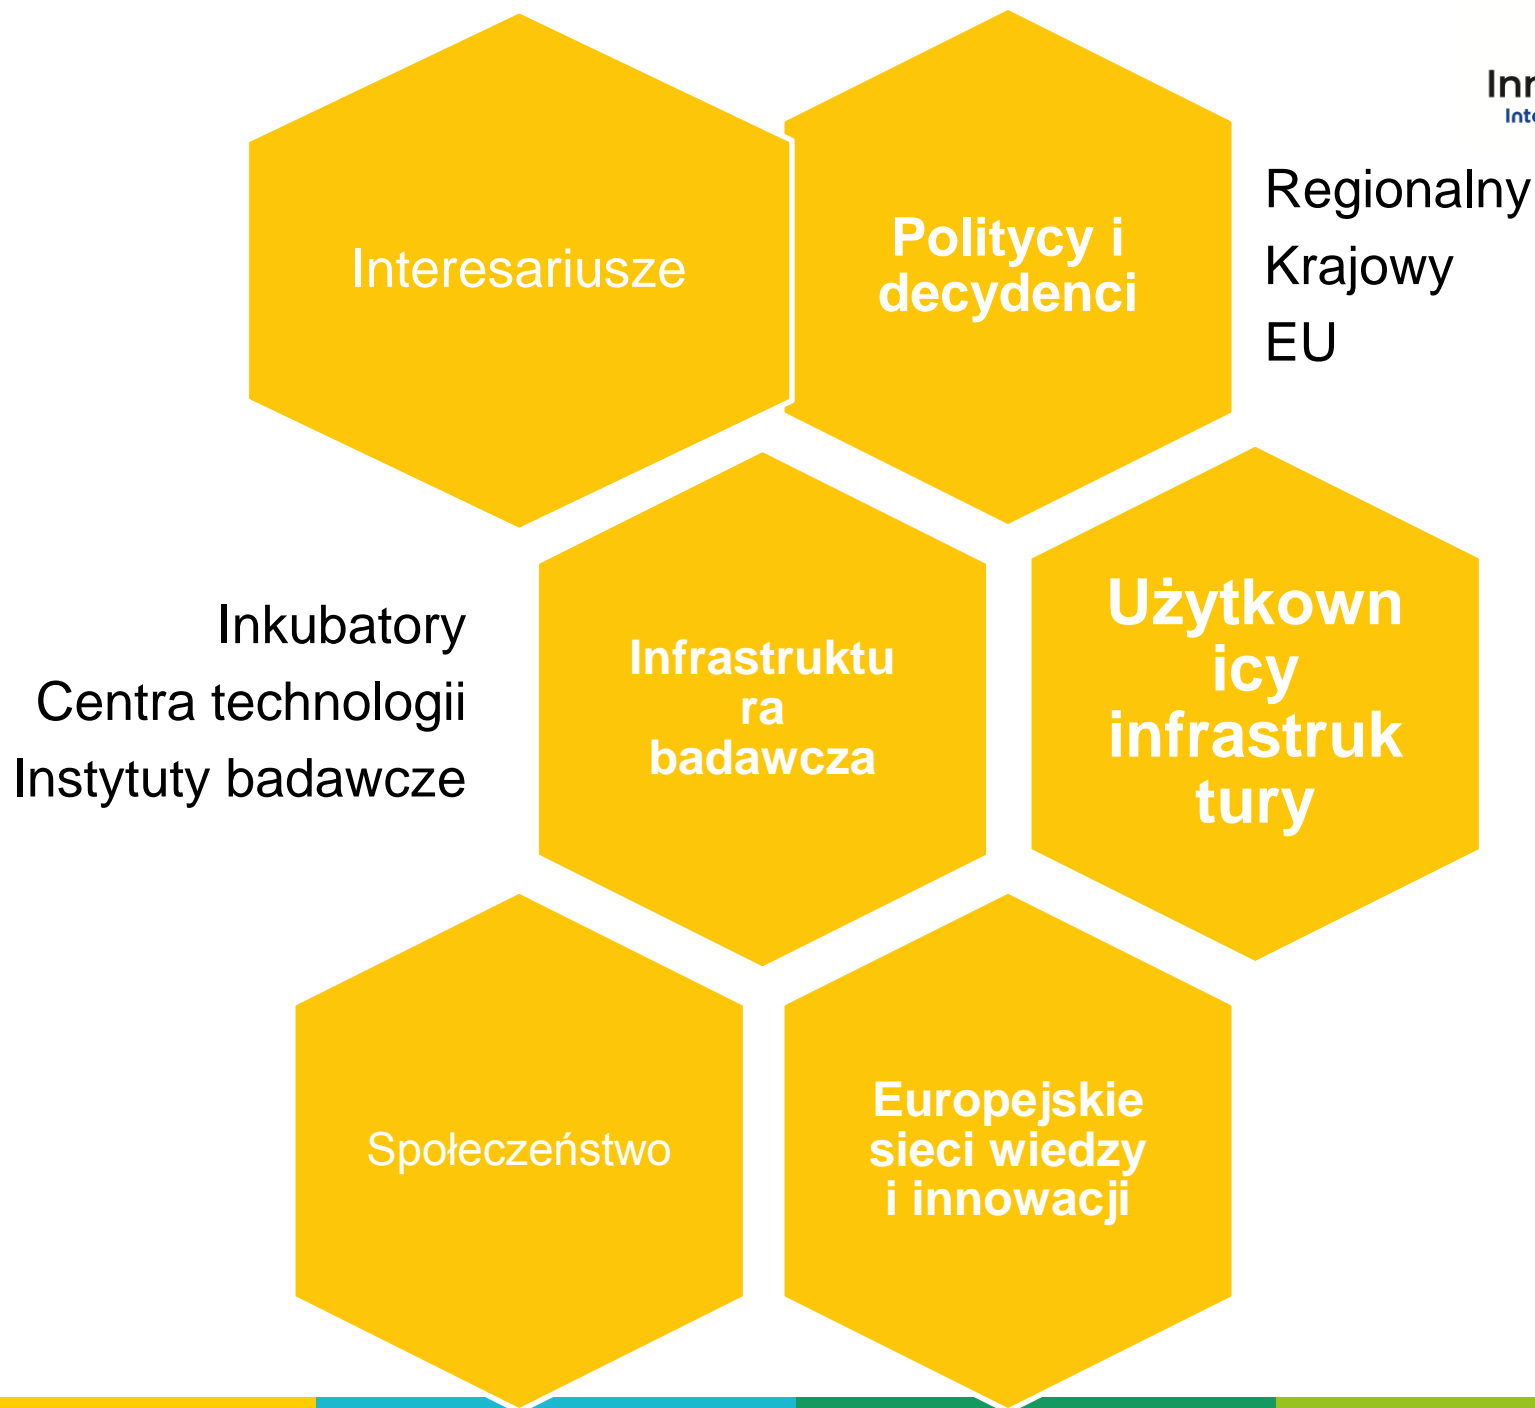 Interesariusze
Politycy i
decydenci
Regionalny
Krajowy
EU
Inkubatory
Centra technologii
Instytuty badawcze
Infrastruktu
ra
badawcza
Użytkown
icy
infrastruk
tury
Społeczeństwo
Europejskie
sieci wiedzy
i innowacji